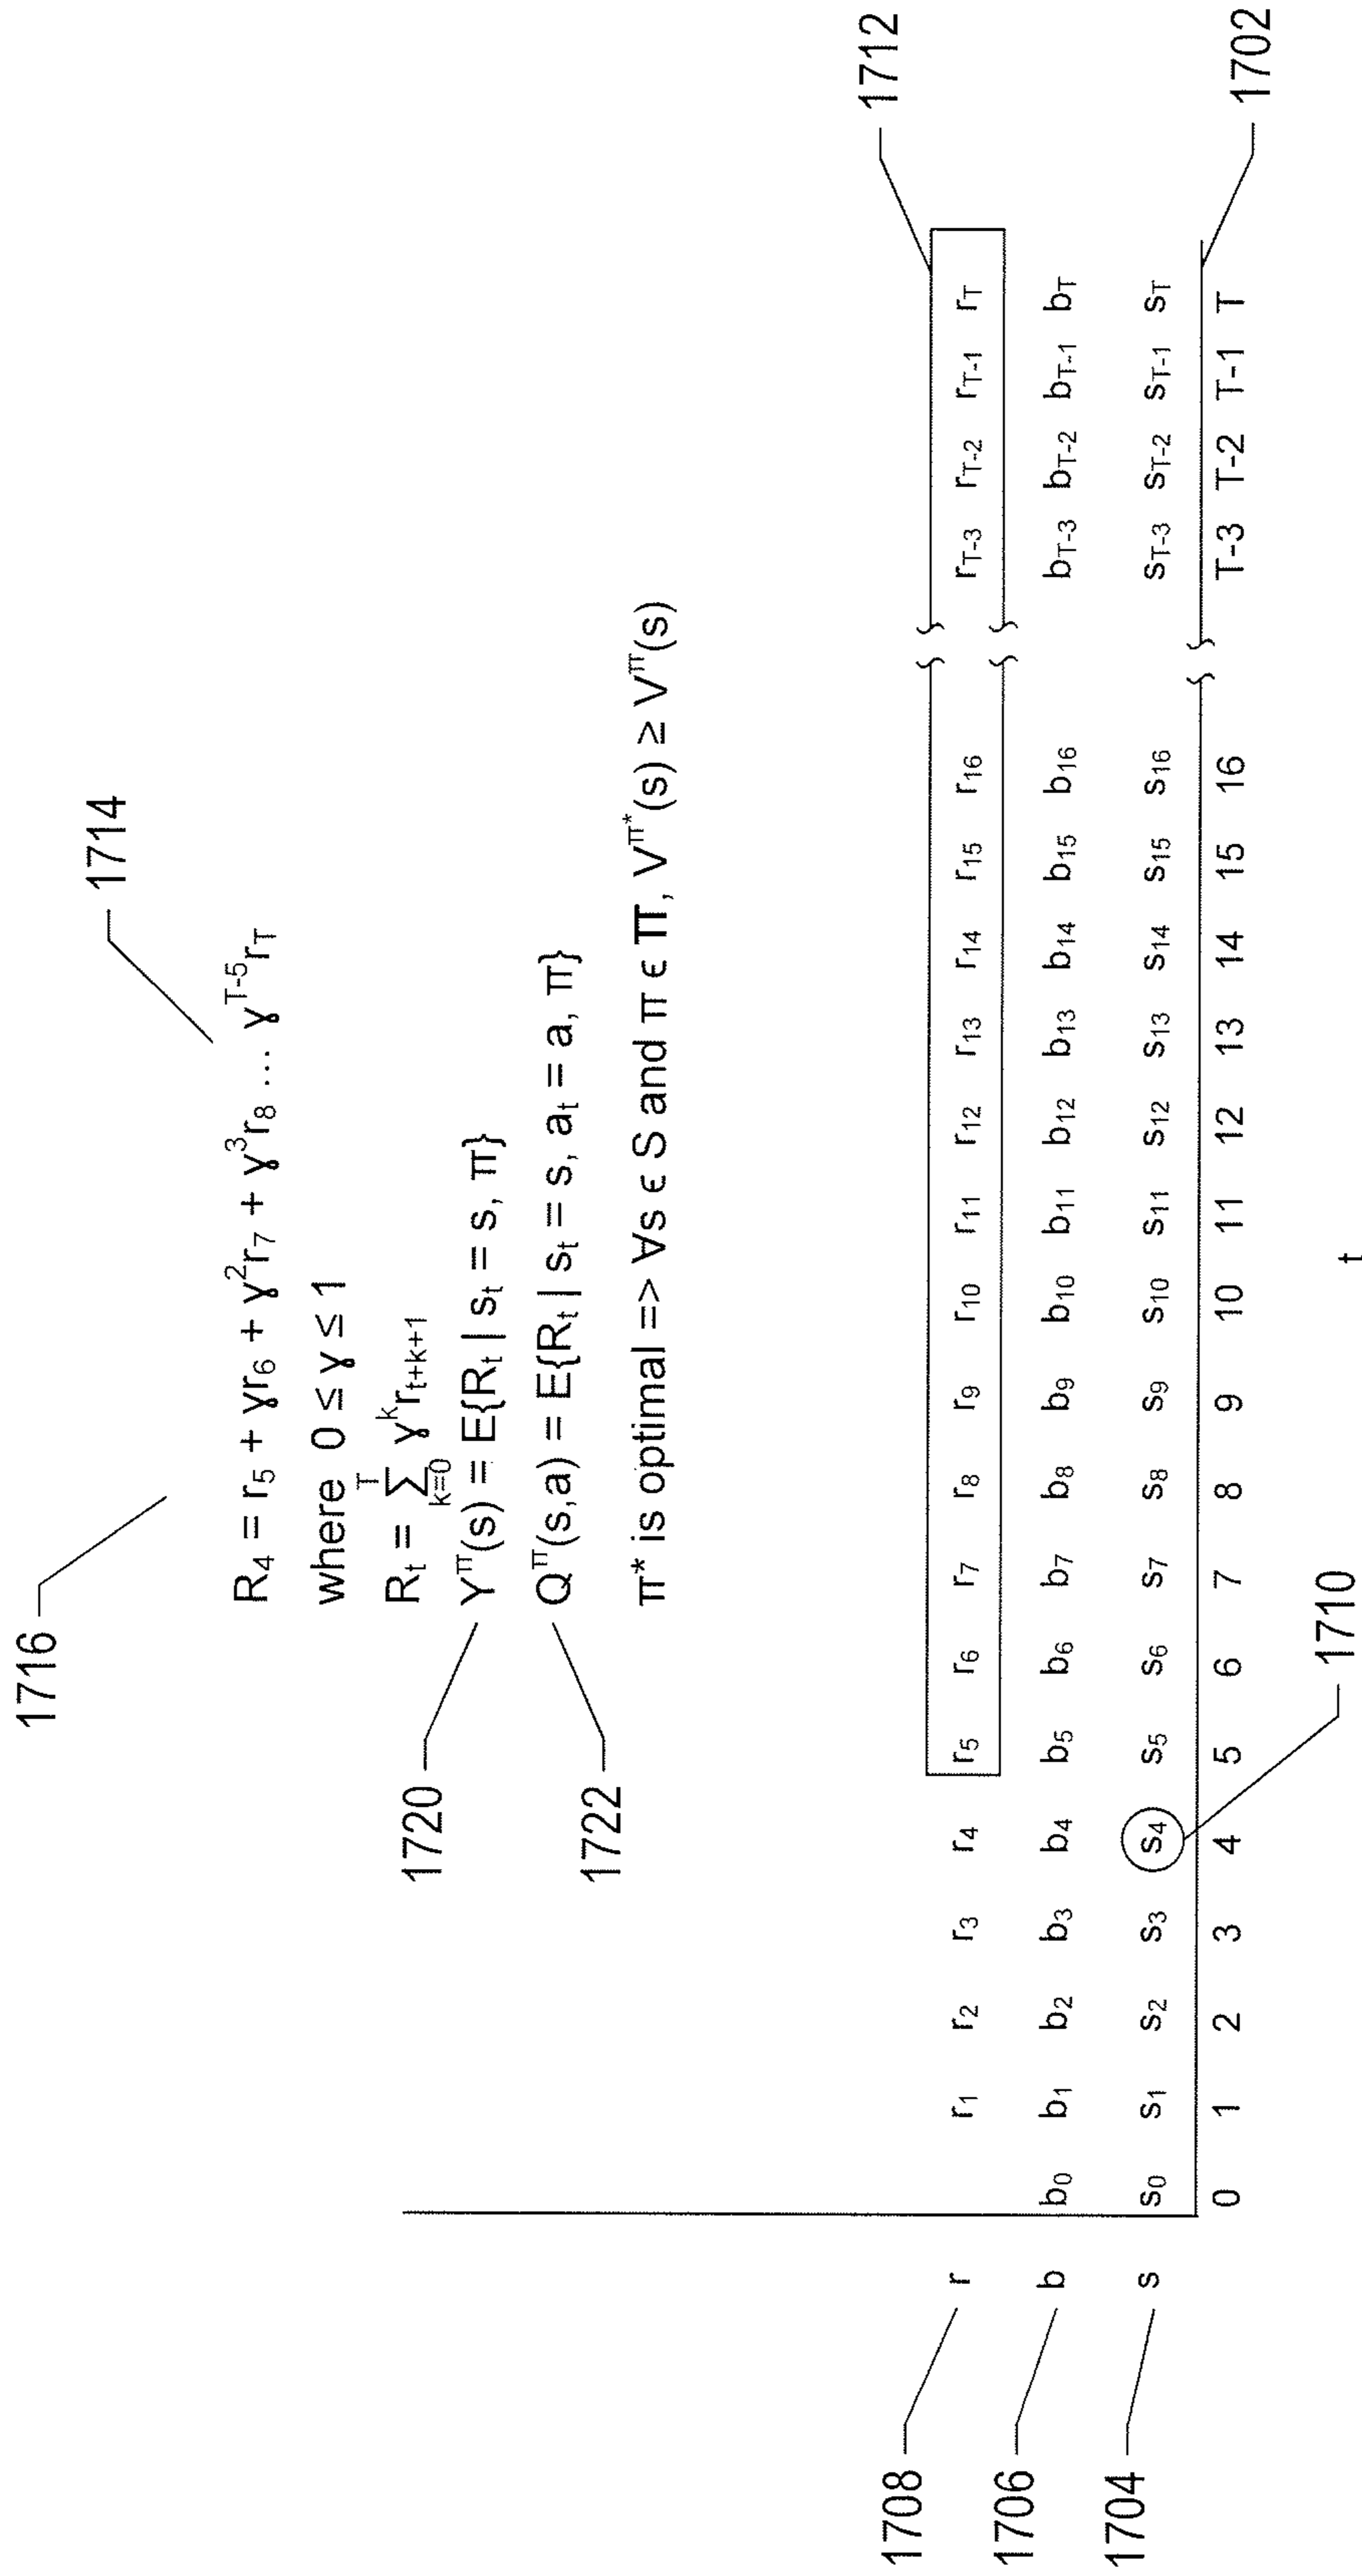 1716
1714
R₄ = r₅ + γr₆ + γ²r₇ + γ³r₈ ... γᵀ⁻⁵r_T
where 0 ≤ γ ≤ 1
R_t = ∑_{k=0}^{T} γᵏr_{t+k+1}
1720
Y^π(s) = E{R_t | s_t = s, π}
1722
Q^π(s,a) = E{R_t | s_t = s, a_t = a, π}
π* is optimal => ∀s ϵ S and π ϵ π, V^{π*}(s) ≥ V^π(s)
1712
1708 r r₁ r₂ r₃ r₄ r₅ r₆ r₇ r₈ r₉ r₁₀ r₁₁ r₁₂ r₁₃ r₁₄ r₁₅ r₁₆ r_{T-3} r_{T-2} r_{T-1} r_T
1706 b b₀ b₁ b₂ b₃ b₄ b₅ b₆ b₇ b₈ b₉ b₁₀ b₁₁ b₁₂ b₁₃ b₁₄ b₁₅ b₁₆ b_{T-3} b_{T-2} b_{T-1} b_T
1704 s s₀ s₁ s₂ s₃ s₄ s₅ s₆ s₇ s₈ s₉ s₁₀ s₁₁ s₁₂ s₁₃ s₁₄ s₁₅ s₁₆ s_{T-3} s_{T-2} s_{T-1} s_T
0 1 2 3 4 5 6 7 8 9 10 11 12 13 14 15 16 T-3 T-2 T-1 T
1702
1710
t